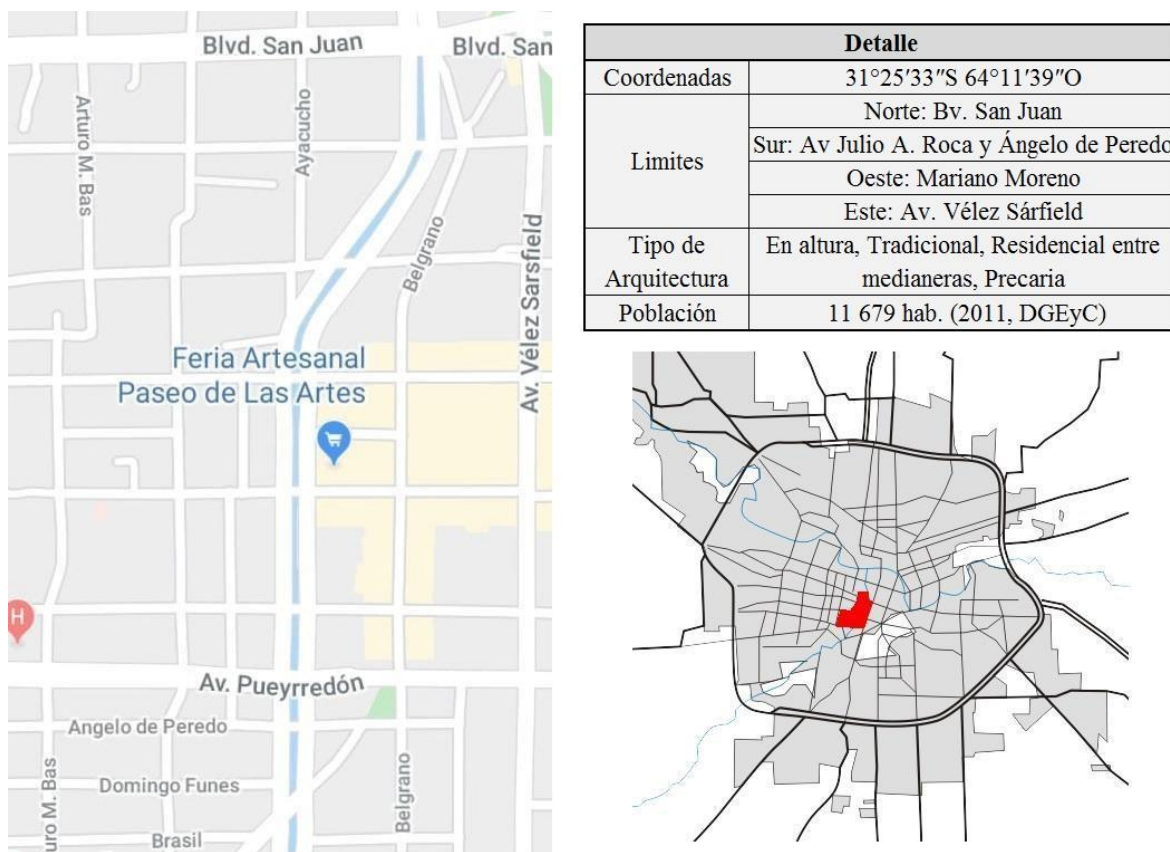 Blvd. San Juan
Blvd. San
Arturo M. Bas
Ayacucho
Belgrano
Av. Vélez Sarsfield
Feria Artesanal
Paseo de Las Artes
H
Av. Pueyrredón
Angelo de Peredo
Domingo Funes
uro M. Bas
Belgrano
Brasil
Detalle
Coordenadas
31°25′33″S 64°11′39″O
Limites
Norte: Bv. San Juan
Sur: Av Julio A. Roca y Ángelo de Peredo
Oeste: Mariano Moreno
Este: Av. Vélez Sárfield
Tipo de
Arquitectura
En altura, Tradicional, Residencial entre
medianeras, Precaria
Población
11 679 hab. (2011, DGEyC)